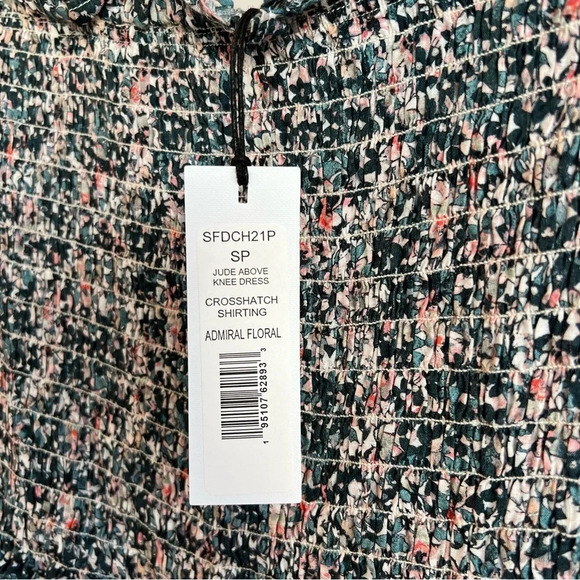 SFDCH21P
SP
JUDE ABOVE
KNEE DRESS
CROSSHATCH
SHIRTING
ADMIRAL FLORAL
1 95107 62893 3